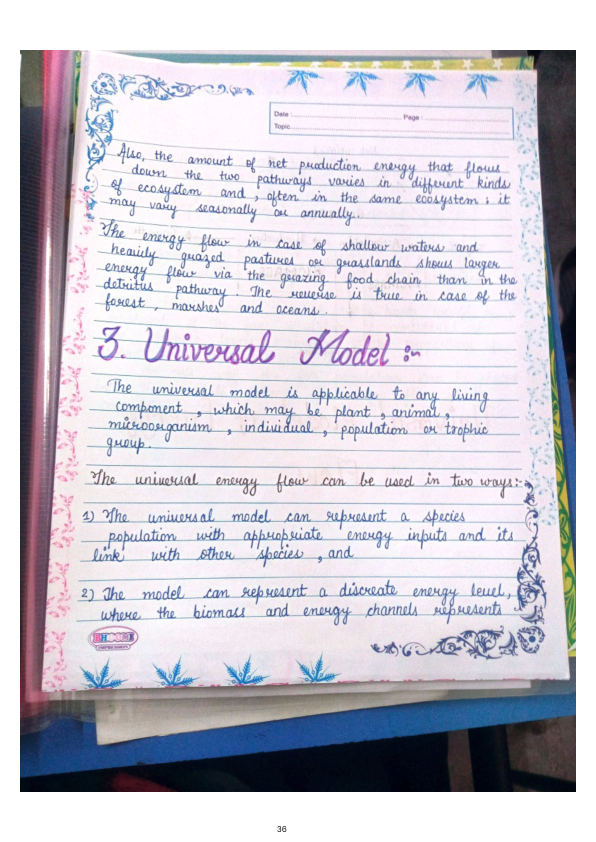 Date : Page :
Topic
Also, the amount of net production energy that flows
down the two pathways varies in different kinds
of ecosystem and , often in the same ecosystem ; it
may vary seasonally or annually.
The energy flow in case of shallow waters and
heavily grazed pastures or grasslands shows larger
energy flow via the grazing food chain than in the
detritus pathway . The reverse is true in case of the
forest , marshes and oceans .
3. Universal Model :-
The universal model is applicable to any living
component , which may be plant , animal ,
microorganism , individual , population or trophic
group.
The universal energy flow can be used in two ways:-
1) The universal model can represent a species
population with appropriate energy inputs and its
link with other species , and
2) The model can represent a discreate energy level,
where the biomass and energy channels represents
36